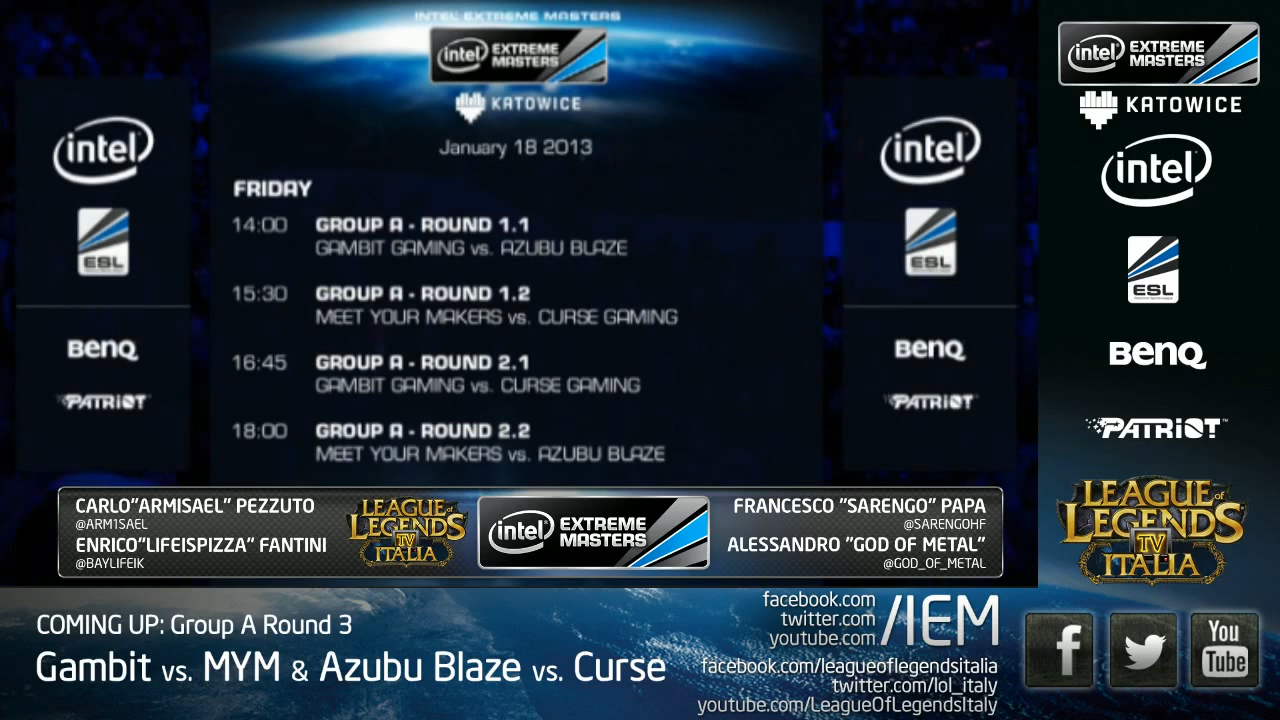 INTEL EXTREME MASTERS
intel EXTREME MASTERS
KATOWICE
January 18 2013
FRIDAY
14:00 GROUP A - ROUND 1.1
GAMBIT GAMING vs. AZUBU BLAZE
15:30 GROUP A - ROUND 1.2
MEET YOUR MAKERS vs. CURSE GAMING
16:45 GROUP A - ROUND 2.1
GAMBIT GAMING vs. CURSE GAMING
18:00 GROUP A - ROUND 2.2
MEET YOUR MAKERS vs. AZUBU BLAZE
intel
ESL
BenQ
PATRIOT
intel
ESL
BenQ
PATRIOT
intel EXTREME MASTERS
KATOWICE
intel
ESL
BenQ
PATRIOT™
LEAGUE of
LEGENDS
TV
ITALIA
CARLO"ARMISAEL" PEZZUTO
@ARM1SAEL
ENRICO"LIFEISPIZZA" FANTINI
@BAYLIFEIK
LEAGUE of
LEGENDS
TV
ITALIA
intel EXTREME MASTERS
FRANCESCO "SARENGO" PAPA
@SARENGOHF
ALESSANDRO "GOD OF METAL"
@GOD_OF_METAL
COMING UP: Group A Round 3
Gambit vs. MYM & Azubu Blaze vs. Curse
facebook.com
twitter.com
youtube.com
/IEM
facebook.com/leagueoflegendsitalia
twitter.com/lol_italy
youtube.com/LeagueOfLegendsItaly
f
You
Tube